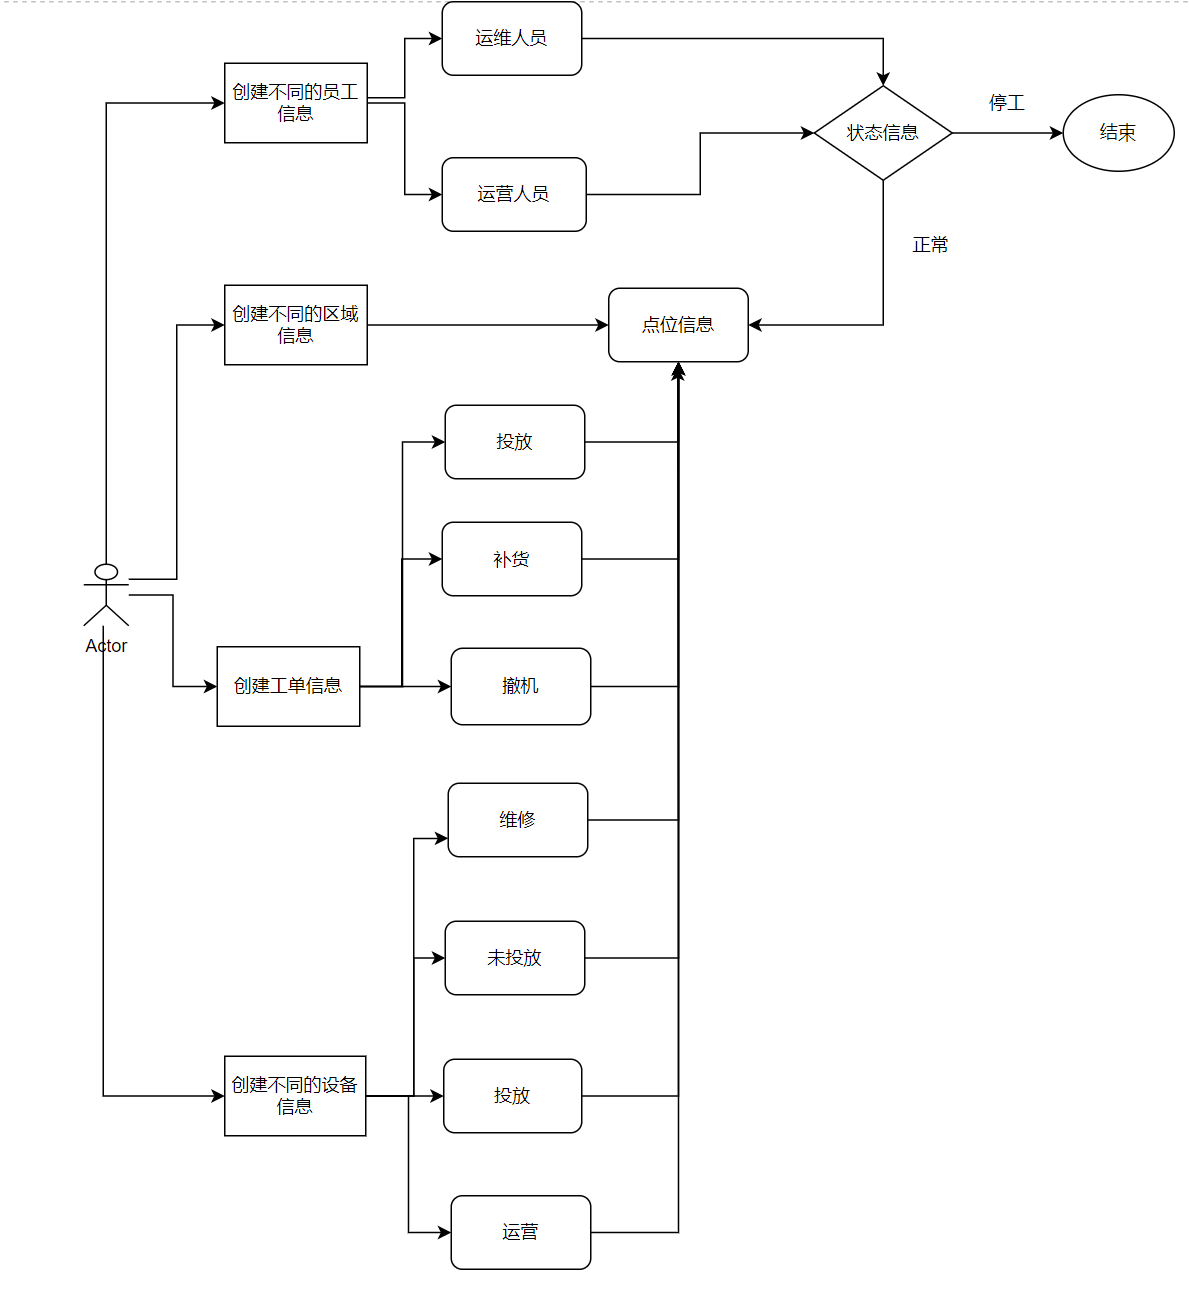 运维人员
创建不同的员工
信息
停工
状态信息
结束
运营人员
正常
创建不同的区域
信息
点位信息
投放
补货
Actor
创建工单信息
撤机
维修
未投放
创建不同的设备
信息
投放
运营